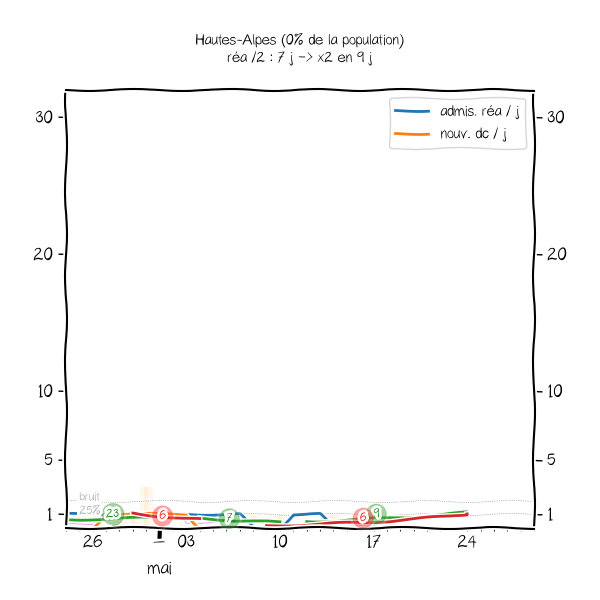 Hautes-Alpes (0% de la population)
réa /2 : 7 j -> x2 en 9 j
admis. réa / j
nouv. dc / j
30 30
20 20
10 10
5 5
bruit
25%
1 23 6 7 6 9 1
26 03 10 17 24
mai